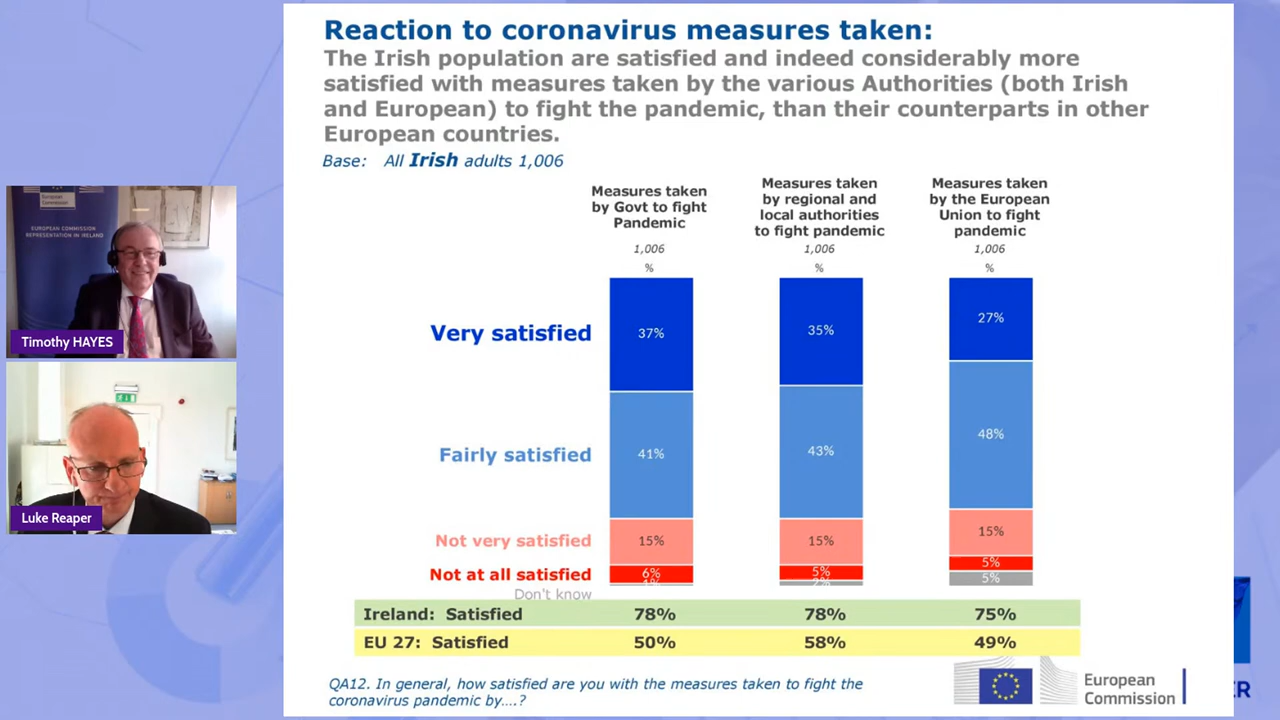 Reaction to coronavirus measures taken:
The Irish population are satisfied and indeed considerably more
satisfied with measures taken by the various Authorities (both Irish
and European) to fight the pandemic, than their counterparts in other
European countries.
Base: All Irish adults 1,006
Measures taken
by Govt to fight
Pandemic
1,006
%
Measures taken
by regional and
local authorities
to fight pandemic
1,006
%
Measures taken
by the European
Union to fight
pandemic
1,006
%
Very satisfied 37% 35% 27%
Fairly satisfied 41% 43% 48%
Not very satisfied 15% 15% 15%
Not at all satisfied 6% 5% 5%
Don't know 1% 2% 5%
Ireland: Satisfied 78% 78% 75%
EU 27: Satisfied 50% 58% 49%
QA12. In general, how satisfied are you with the measures taken to fight the
coronavirus pandemic by....?
European
Commission
European
Commission
EUROPEAN COMMISSION
REPRESENTATION IN IRELAND
Timothy HAYES
Luke Reaper
ER